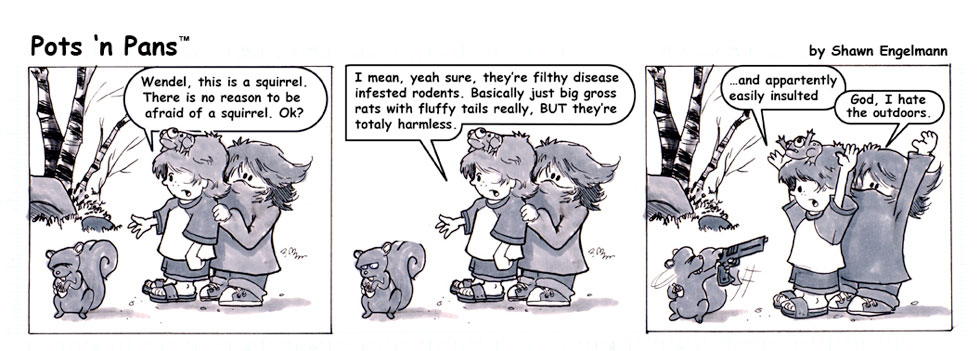 Pots 'n Pans™
by Shawn Engelmann
Wendel, this is a squirrel.
There is no reason to be
afraid of a squirrel. Ok?
I mean, yeah sure, they're filthy disease
infested rodents. Basically just big gross
rats with fluffy tails really, BUT they're
totaly harmless.
...and appartently
easily insulted
God, I hate
the outdoors.